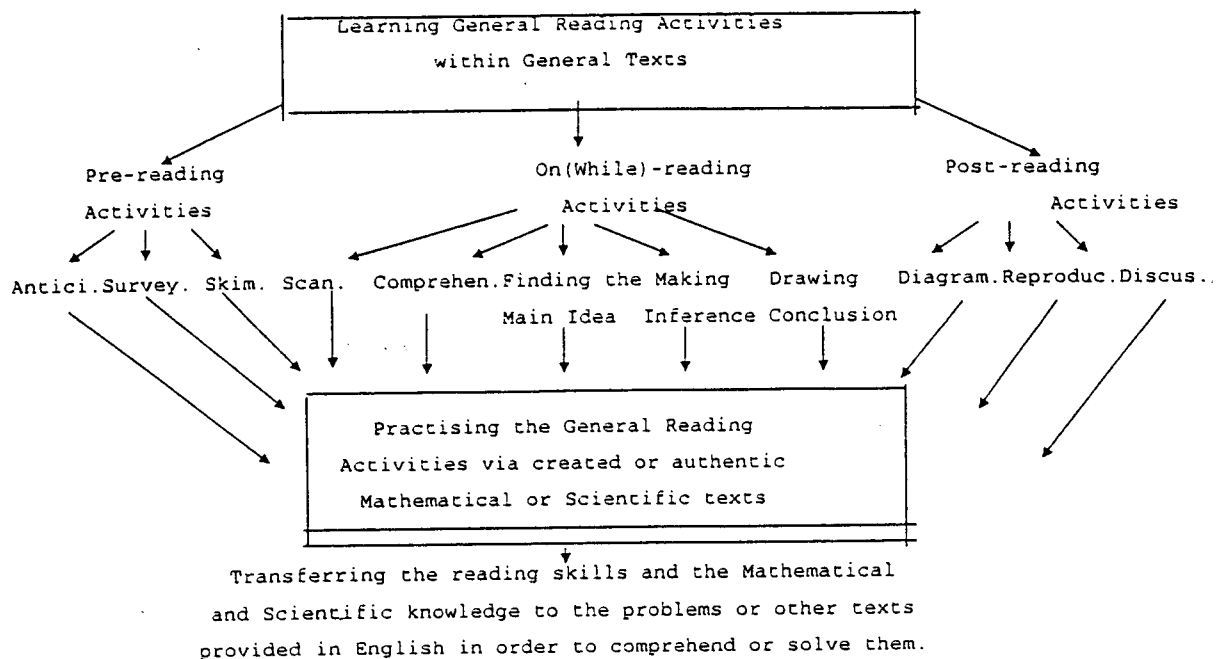 Learning General Reading Activities
within General Texts
Pre-reading
Activities
On(While)-reading
Activities
Post-reading
Activities
Antici. Survey. Skim. Scan. Comprehen. Finding the Making Drawing Diagram. Reproduc. Discus..
Main Idea Inference Conclusion
Practising the General Reading
Activities via created or authentic
Mathematical or Scientific texts
Transferring the reading skills and the Mathematical
and Scientific knowledge to the problems or other texts
provided in English in order to comprehend or solve them.